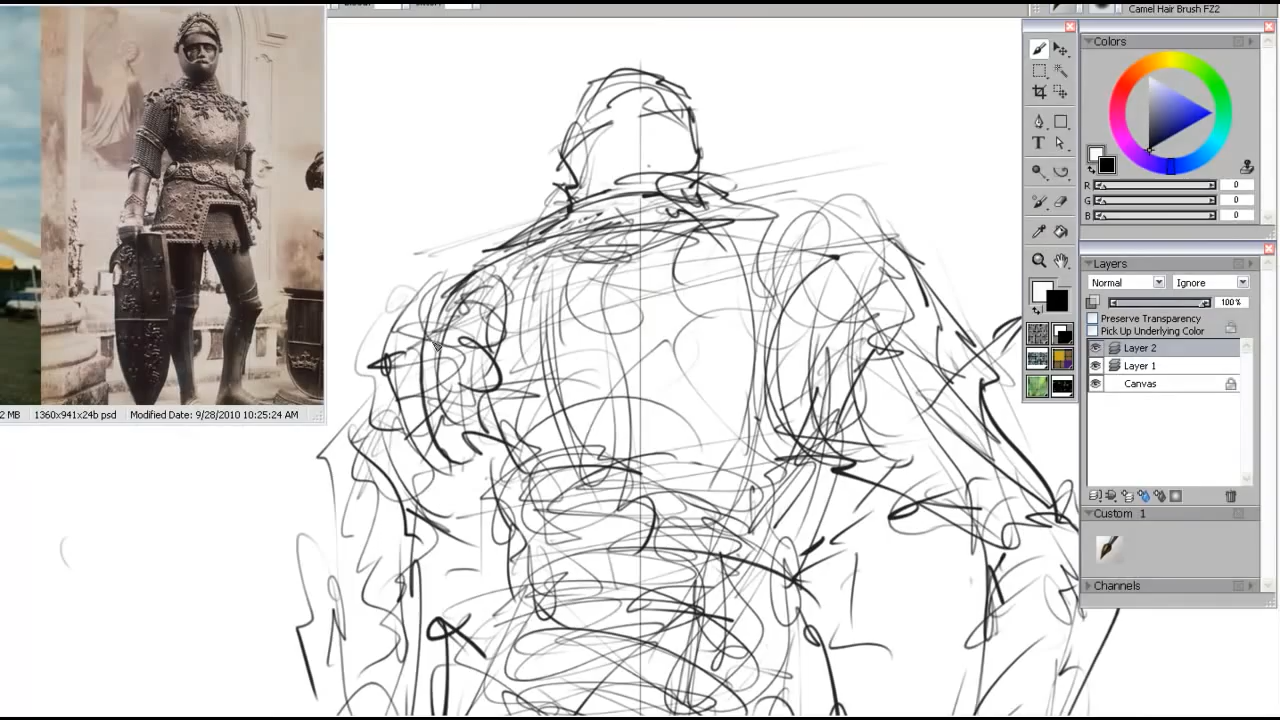 Camel Hair Brush FZ2
Colors
R 0
G 0
B 0
Layers
Normal Ignore
100%
Preserve Transparency
Pick Up Underlying Color
Layer 2
Layer 1
Canvas
Custom 1
Channels
2 MB 1360x941x24b psd Modified Date: 9/28/2010 10:25:24 AM